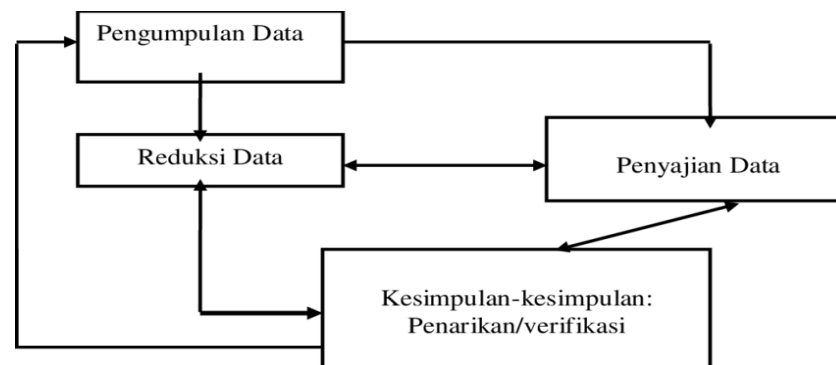 Pengumpulan Data
Reduksi Data
Penyajian Data
Kesimpulan-kesimpulan:
Penarikan/verifikasi